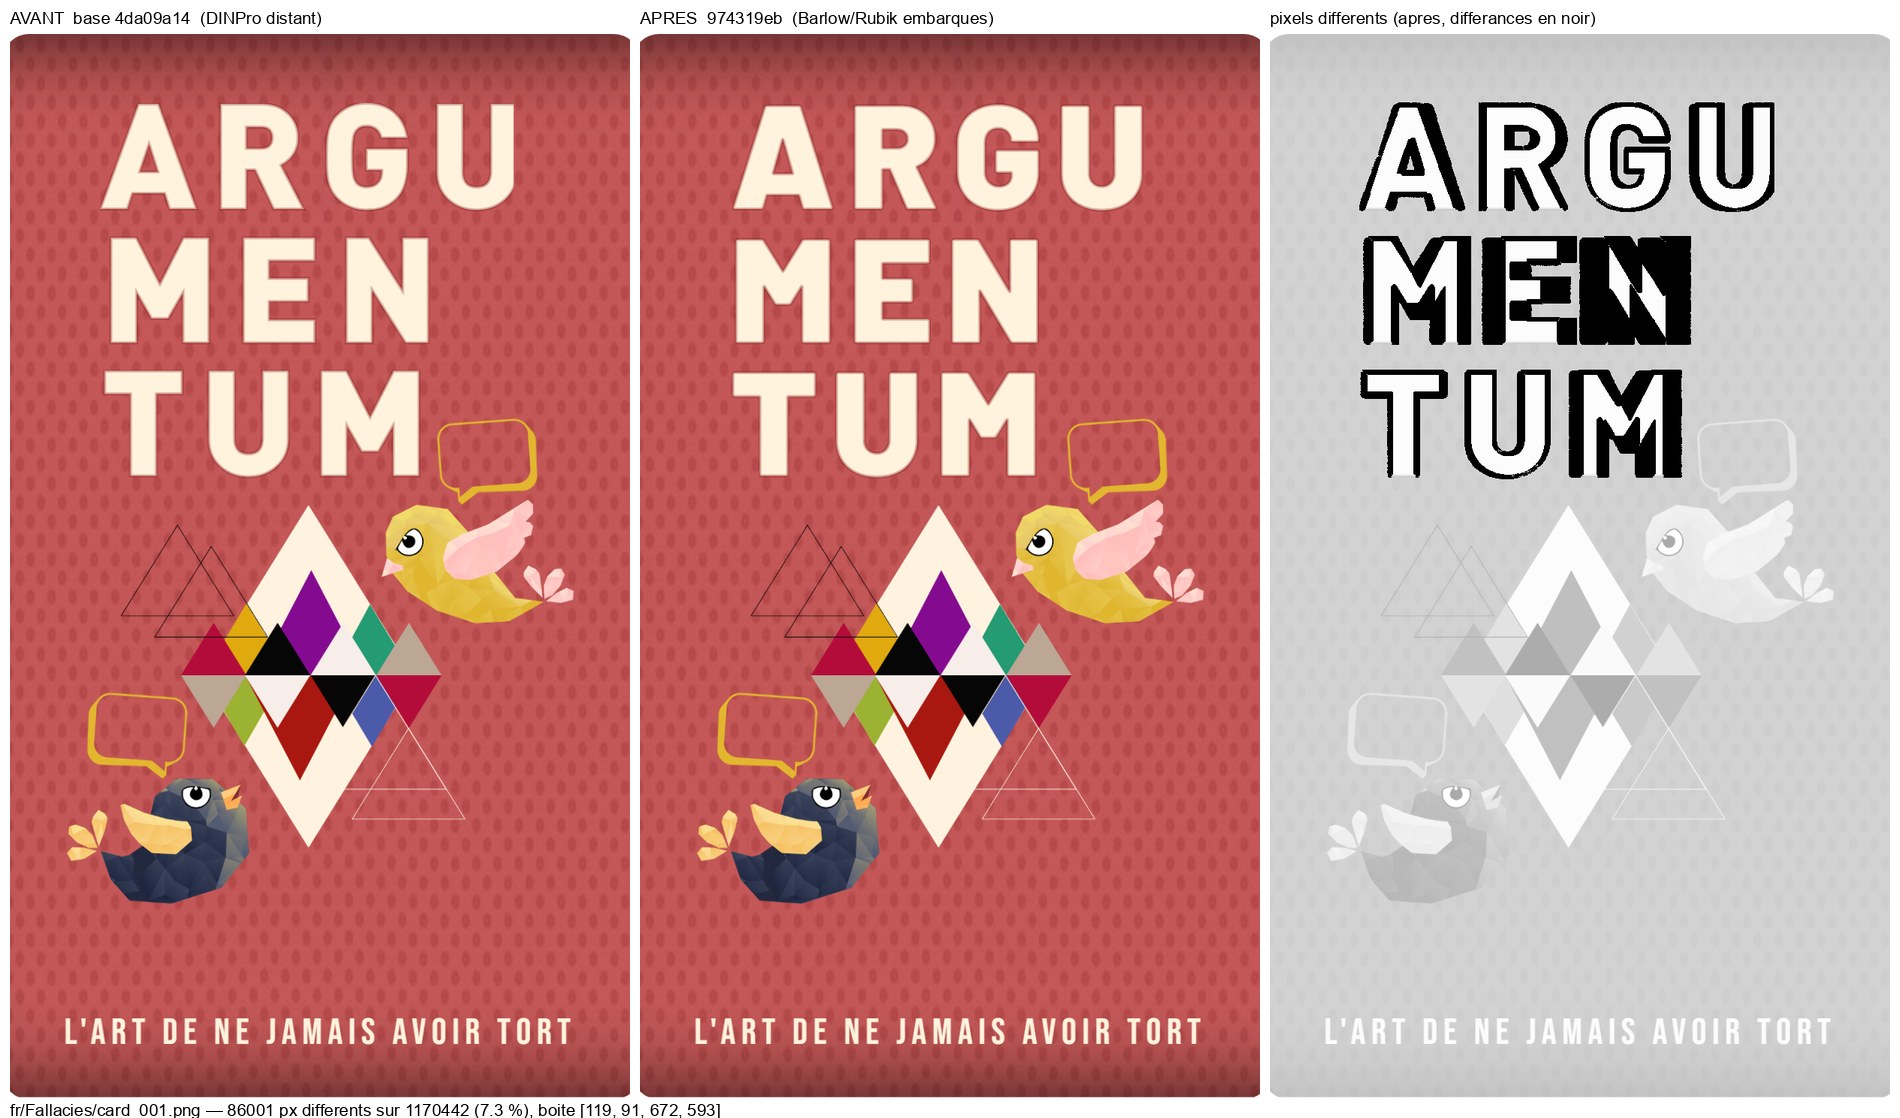 AVANT base 4da09a14 (DINPro distant)
APRES 974319eb (Barlow/Rubik embarques)
pixels differents (apres, differances en noir)
ARGU
MEN
TUM
L'ART DE NE JAMAIS AVOIR TORT
ARGU
MEN
TUM
L'ART DE NE JAMAIS AVOIR TORT
ARGU
MEN
TUM
L'ART DE NE JAMAIS AVOIR TORT
fr/Fallacies/card_001.png — 86001 px differents sur 1170442 (7.3 %), boite [119, 91, 672, 593]